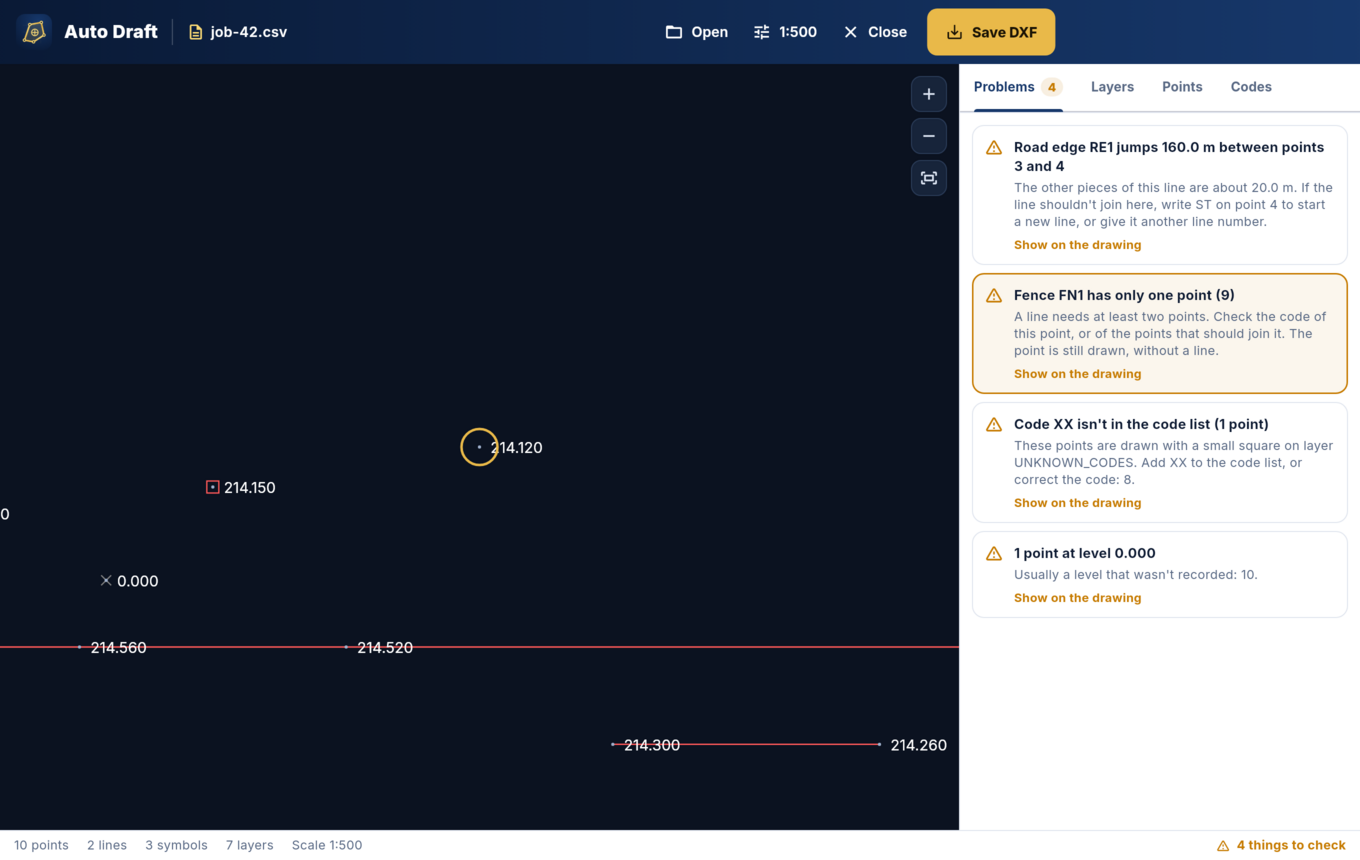 Auto Draft
job-42.csv
Open
1:500
Close
Save DXF
Problems 4
Layers
Points
Codes
Road edge RE1 jumps 160.0 m between points
3 and 4
The other pieces of this line are about 20.0 m. If the
line shouldn't join here, write ST on point 4 to start
a new line, or give it another line number.
Show on the drawing
Fence FN1 has only one point (9)
A line needs at least two points. Check the code of
this point, or of the points that should join it. The
point is still drawn, without a line.
Show on the drawing
Code XX isn't in the code list (1 point)
These points are drawn with a small square on layer
UNKNOWN_CODES. Add XX to the code list, or
correct the code: 8.
Show on the drawing
1 point at level 0.000
Usually a level that wasn't recorded: 10.
Show on the drawing
214.120
214.150
0
0.000
214.560
214.520
214.300
214.260
10 points
2 lines
3 symbols
7 layers
Scale 1:500
4 things to check